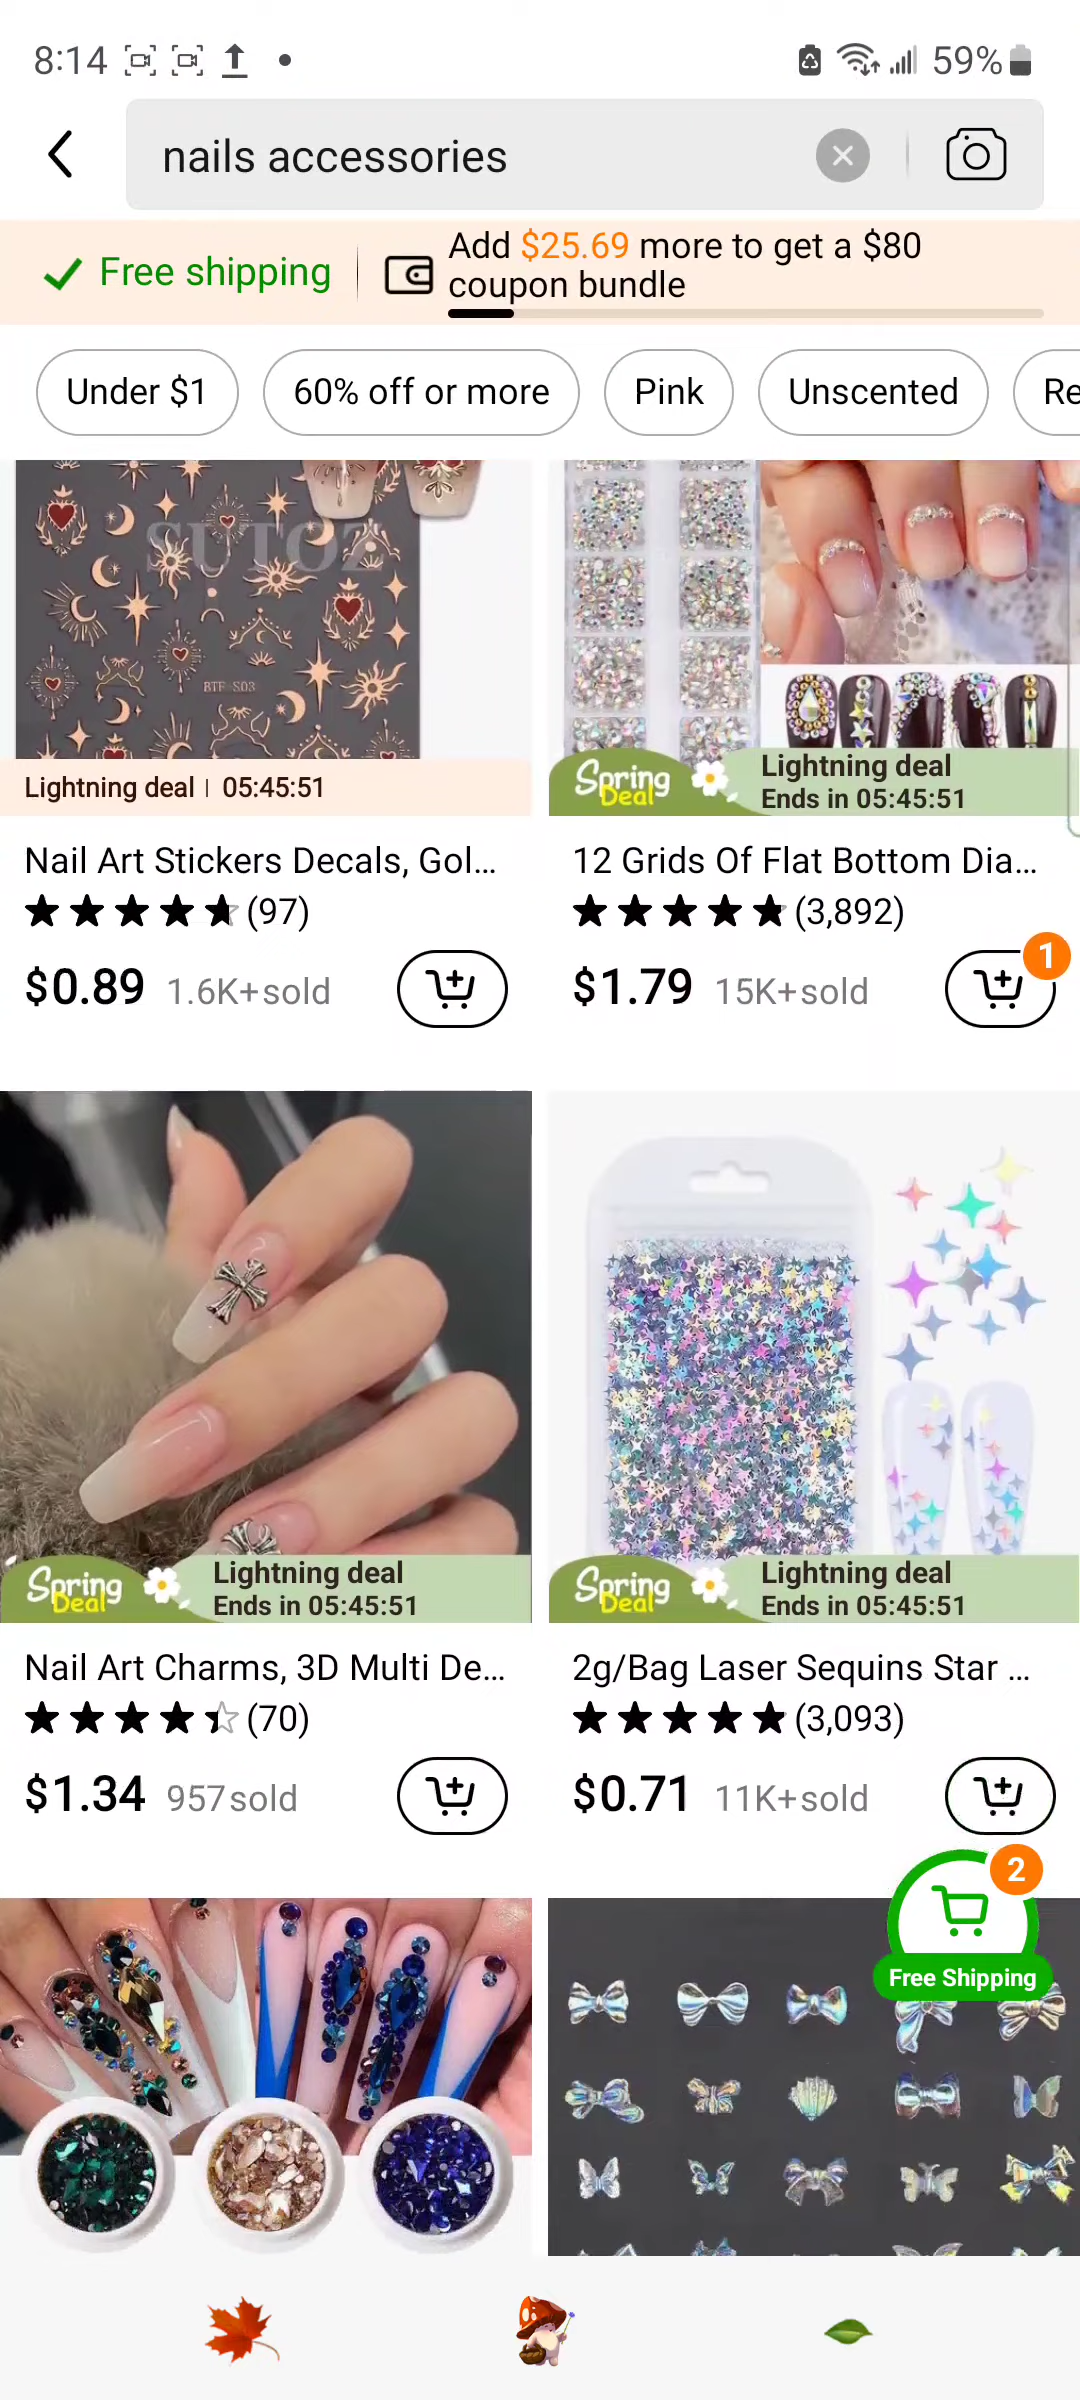 8:14
59%
nails accessories
Free shipping
Add $25.69 more to get a $80
coupon bundle
Under $1
60% off or more
Pink
Unscented
Re
SUTOZ
BTF-S03
Lightning deal | 05:45:51
Spring
Deal
Lightning deal
Ends in 05:45:51
Nail Art Stickers Decals, Gol...
(97)
$0.89
1.6K+sold
12 Grids Of Flat Bottom Dia...
(3,892)
$1.79
15K+sold
1
Spring
Deal
Lightning deal
Ends in 05:45:51
Spring
Deal
Lightning deal
Ends in 05:45:51
Nail Art Charms, 3D Multi De...
(70)
$1.34
957sold
2g/Bag Laser Sequins Star ...
(3,093)
$0.71
11K+sold
2
Free Shipping